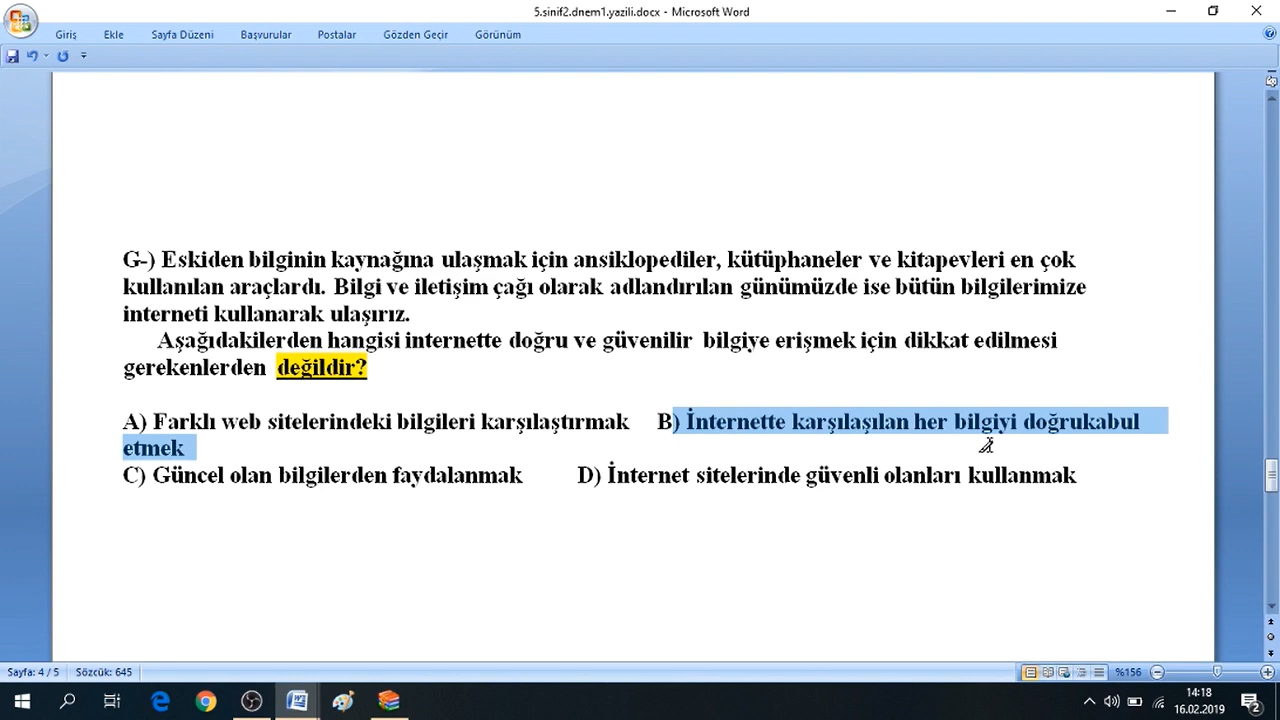 5.sinif2.dnem1.yazili.docx - Microsoft Word
Giriş Ekle Sayfa Düzeni Başvurular Postalar Gözden Geçir Görünüm
G-) Eskiden bilginin kaynağına ulaşmak için ansiklopediler, kütüphaneler ve kitapevleri en çok
kullanılan araçlardı. Bilgi ve iletişim çağı olarak adlandırılan günümüzde ise bütün bilgilerimize
interneti kullanarak ulaşırız.
Aşağıdakilerden hangisi internette doğru ve güvenilir bilgiye erişmek için dikkat edilmesi
gerekenlerden değildir?
A) Farklı web sitelerindeki bilgileri karşılaştırmak B) İnternette karşılaşılan her bilgiyi doğrukabul
etmek
C) Güncel olan bilgilerden faydalanmak D) İnternet sitelerinde güvenli olanları kullanmak
Sayfa: 4 / 5 Sözcük: 645 %156
14:18
16.02.2019 2